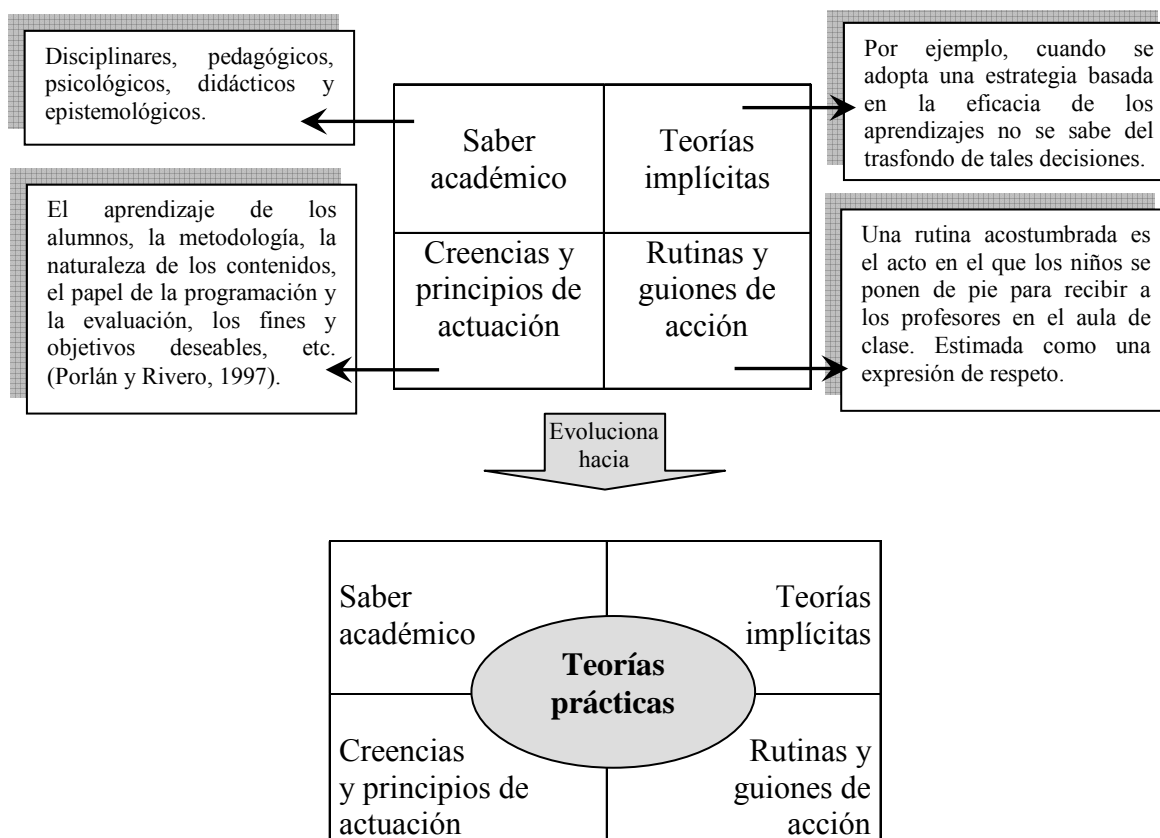 Disciplinares, pedagógicos,
psicológicos, didácticos y
epistemológicos.
Por ejemplo, cuando se
adopta una estrategia basada
en la eficacia de los
aprendizajes no se sabe del
trasfondo de tales decisiones.
Saber
académico
Teorías
implícitas
El aprendizaje de los
alumnos, la metodología, la
naturaleza de los contenidos,
el papel de la programación y
la evaluación, los fines y
objetivos deseables, etc.
(Porlán y Rivero, 1997).
Creencias y
principios de
actuación
Rutinas y
guiones de
acción
Una rutina acostumbrada es
el acto en el que los niños se
ponen de pie para recibir a
los profesores en el aula de
clase. Estimada como una
expresión de respeto.
Evoluciona
hacia
Saber
académico
Teorías
implícitas
Teorías
prácticas
Creencias
y principios de
actuación
Rutinas y
guiones de
acción